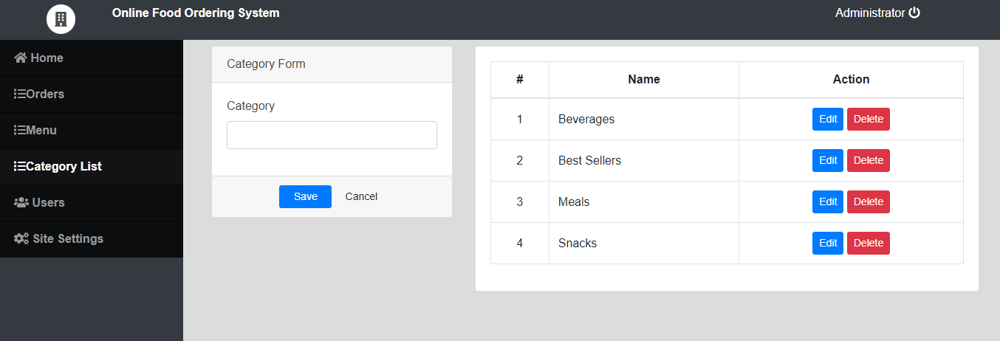 Online Food Ordering System
Administrator
Home
Orders
Menu
Category List
Users
Site Settings
Category Form
Category
Save Cancel
# Name Action
1 Beverages Edit Delete
2 Best Sellers Edit Delete
3 Meals Edit Delete
4 Snacks Edit Delete